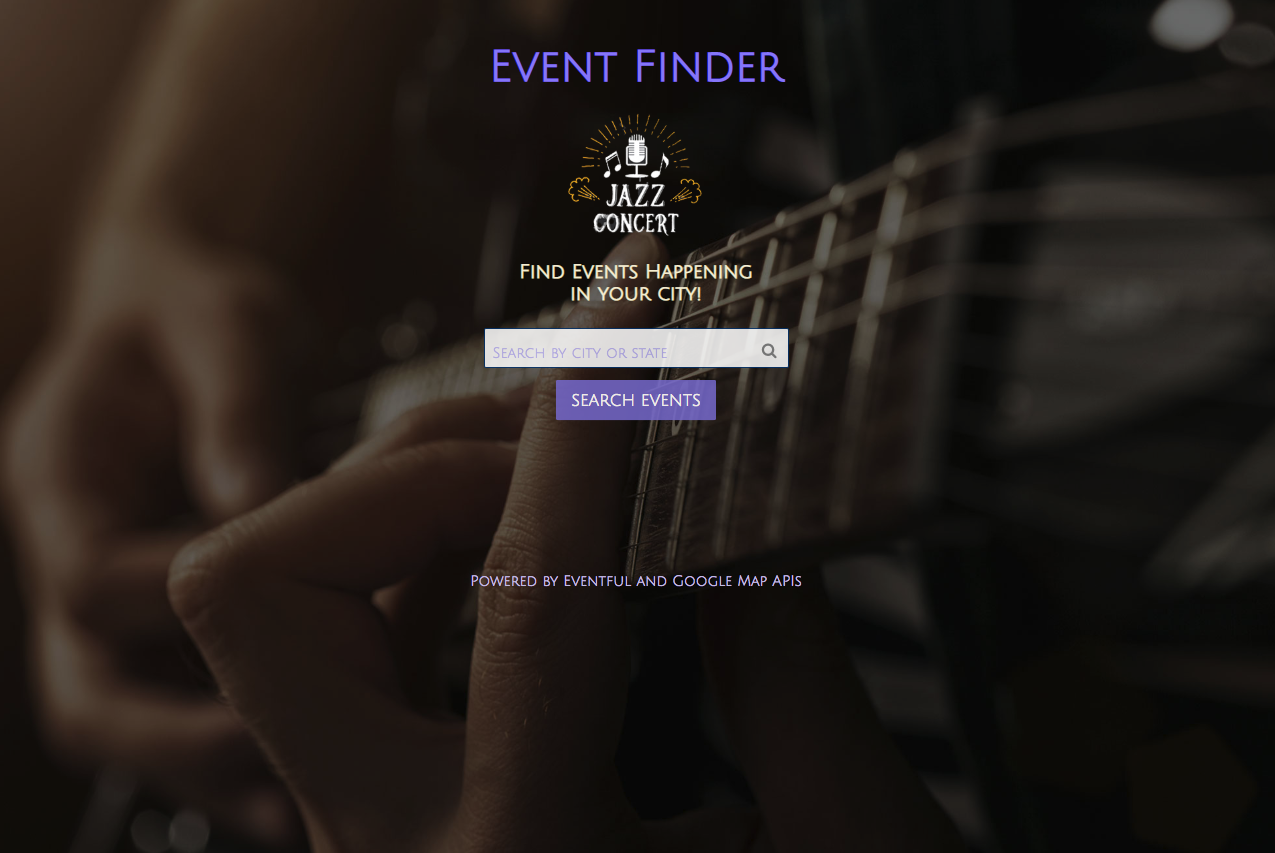 Event Finder
JAZZ
CONCERT
Find Events Happening
in your city!
Search by city or state
Search Events
Powered by Eventful and Google Map APIs